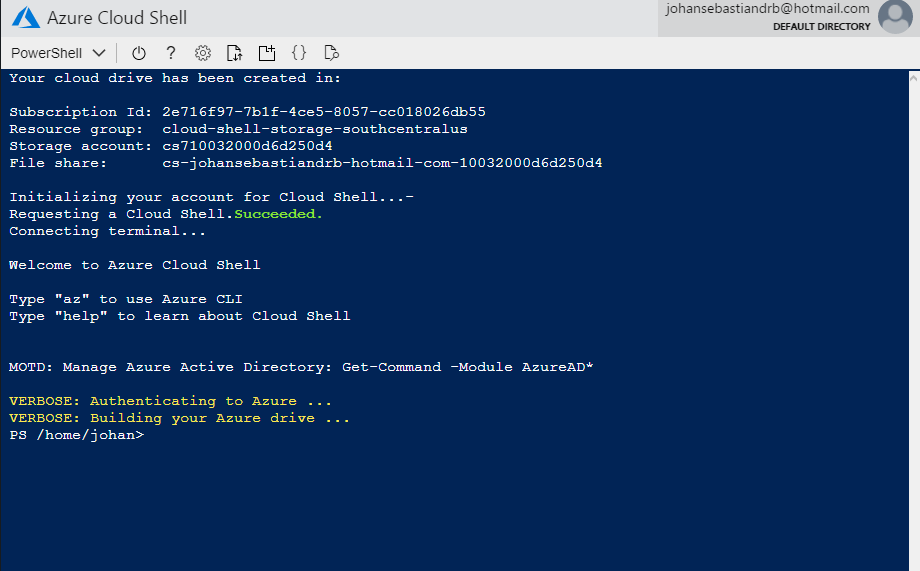 Azure Cloud Shell
johansebastiandrb@hotmail.com
DEFAULT DIRECTORY
PowerShell
?
{}
Your cloud drive has been created in:
Subscription Id: 2e716f97-7b1f-4ce5-8057-cc018026db55
Resource group:  cloud-shell-storage-southcentralus
Storage account: cs710032000d6d250d4
File share:      cs-johansebastiandrb-hotmail-com-10032000d6d250d4
Initializing your account for Cloud Shell...-
Requesting a Cloud Shell.Succeeded.
Connecting terminal...
Welcome to Azure Cloud Shell
Type "az" to use Azure CLI
Type "help" to learn about Cloud Shell
MOTD: Manage Azure Active Directory: Get-Command -Module AzureAD*
VERBOSE: Authenticating to Azure ...
VERBOSE: Building your Azure drive ...
PS /home/johan>